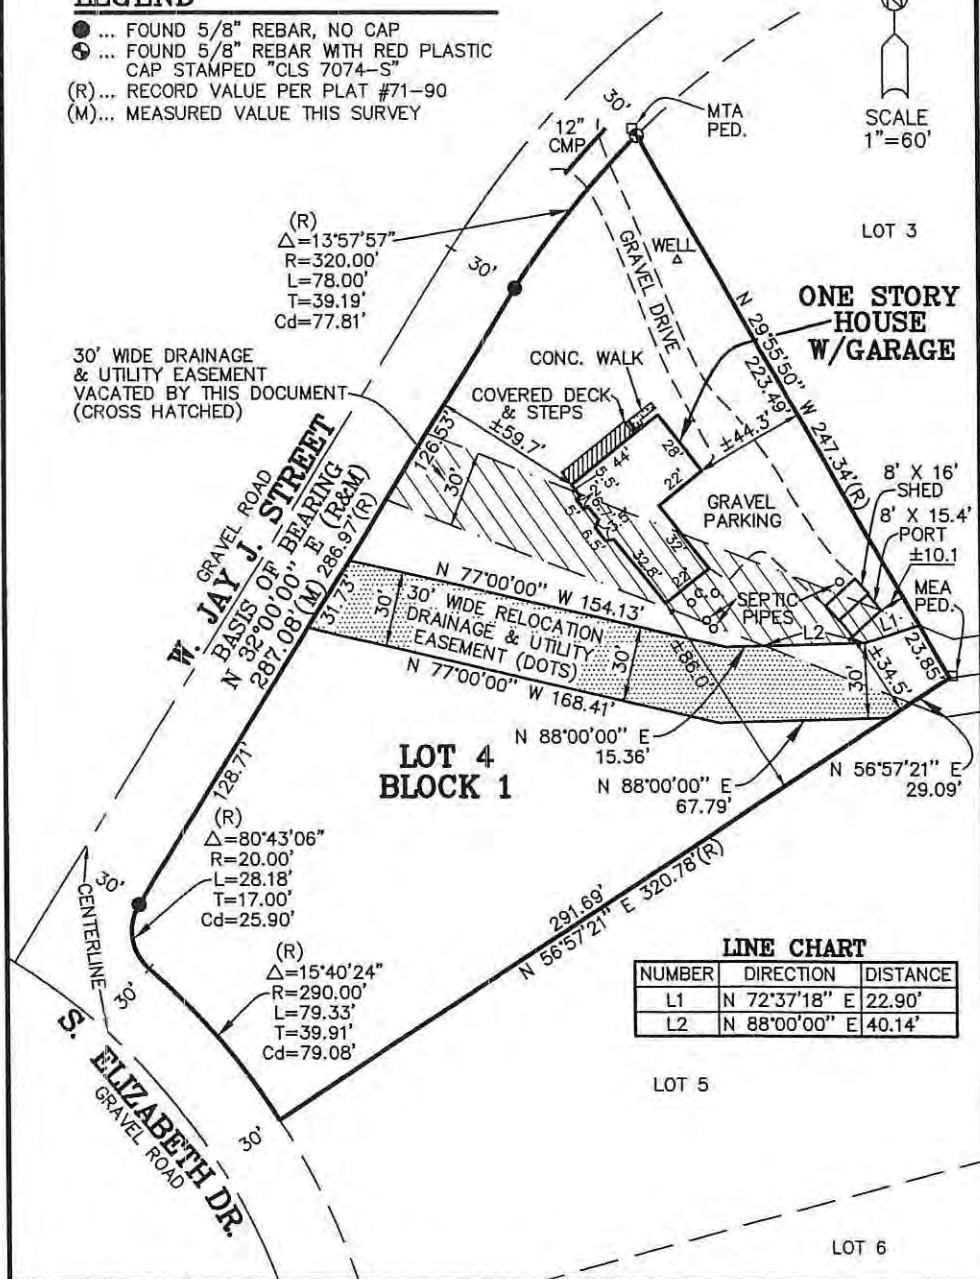 LEGEND
... FOUND 5/8" REBAR, NO CAP
... FOUND 5/8" REBAR WITH RED PLASTIC
CAP STAMPED "CLS 7074-S"
(R)... RECORD VALUE PER PLAT #71-90
(M)... MEASURED VALUE THIS SURVEY
N
SCALE
1"=60'
30'
MTA
PED.
12"
CMP
LOT 3
(R)
Δ=13°57'57"
R=320.00'
L=78.00'
T=39.19'
Cd=77.81'
30'
GRAVEL DRIVE
WELL
ONE STORY
HOUSE
W/GARAGE
N 29°55'50" W 247.34'(R)
223.49'
30' WIDE DRAINAGE
& UTILITY EASEMENT
VACATED BY THIS DOCUMENT
(CROSS HATCHED)
CONC. WALK
COVERED DECK
& STEPS
±59.7'
126.53'
30'
44'
28'
22'
±44.3'
5.5'
5'
6.5'
32.8'
32'
22'
GRAVEL
PARKING
8' X 16'
SHED
8' X 15.4'
PORT
±10.1
MEA
PED.
GRAVEL ROAD
W. JAY J. STREET
BASIS OF BEARING
N 32°00'00" E (R&M)
287.08'(M) 286.97'(R)
31.73'
N 77°00'00" W 154.13'
30'
30' WIDE RELOCATION
DRAINAGE & UTILITY
EASEMENT (DOTS)
30'
N 77°00'00" W 168.41'
SEPTIC
PIPES
L2
L1
23.85'
±86.0'
30'
±34.5'
N 88°00'00" E
15.36'
N 88°00'00" E
67.79'
N 56°57'21" E
29.09'
LOT 4
BLOCK 1
128.71'
(R)
Δ=80°43'06"
R=20.00'
L=28.18'
T=17.00'
Cd=25.90'
30'
CENTERLINE
30'
(R)
Δ=15°40'24"
R=290.00'
L=79.33'
T=39.91'
Cd=79.08'
291.69'
N 56°57'21" E 320.78'(R)
LINE CHART
NUMBER DIRECTION DISTANCE
L1 N 72°37'18" E 22.90'
L2 N 88°00'00" E 40.14'
S. ELIZABETH DR.
GRAVEL ROAD
30'
LOT 5
LOT 6